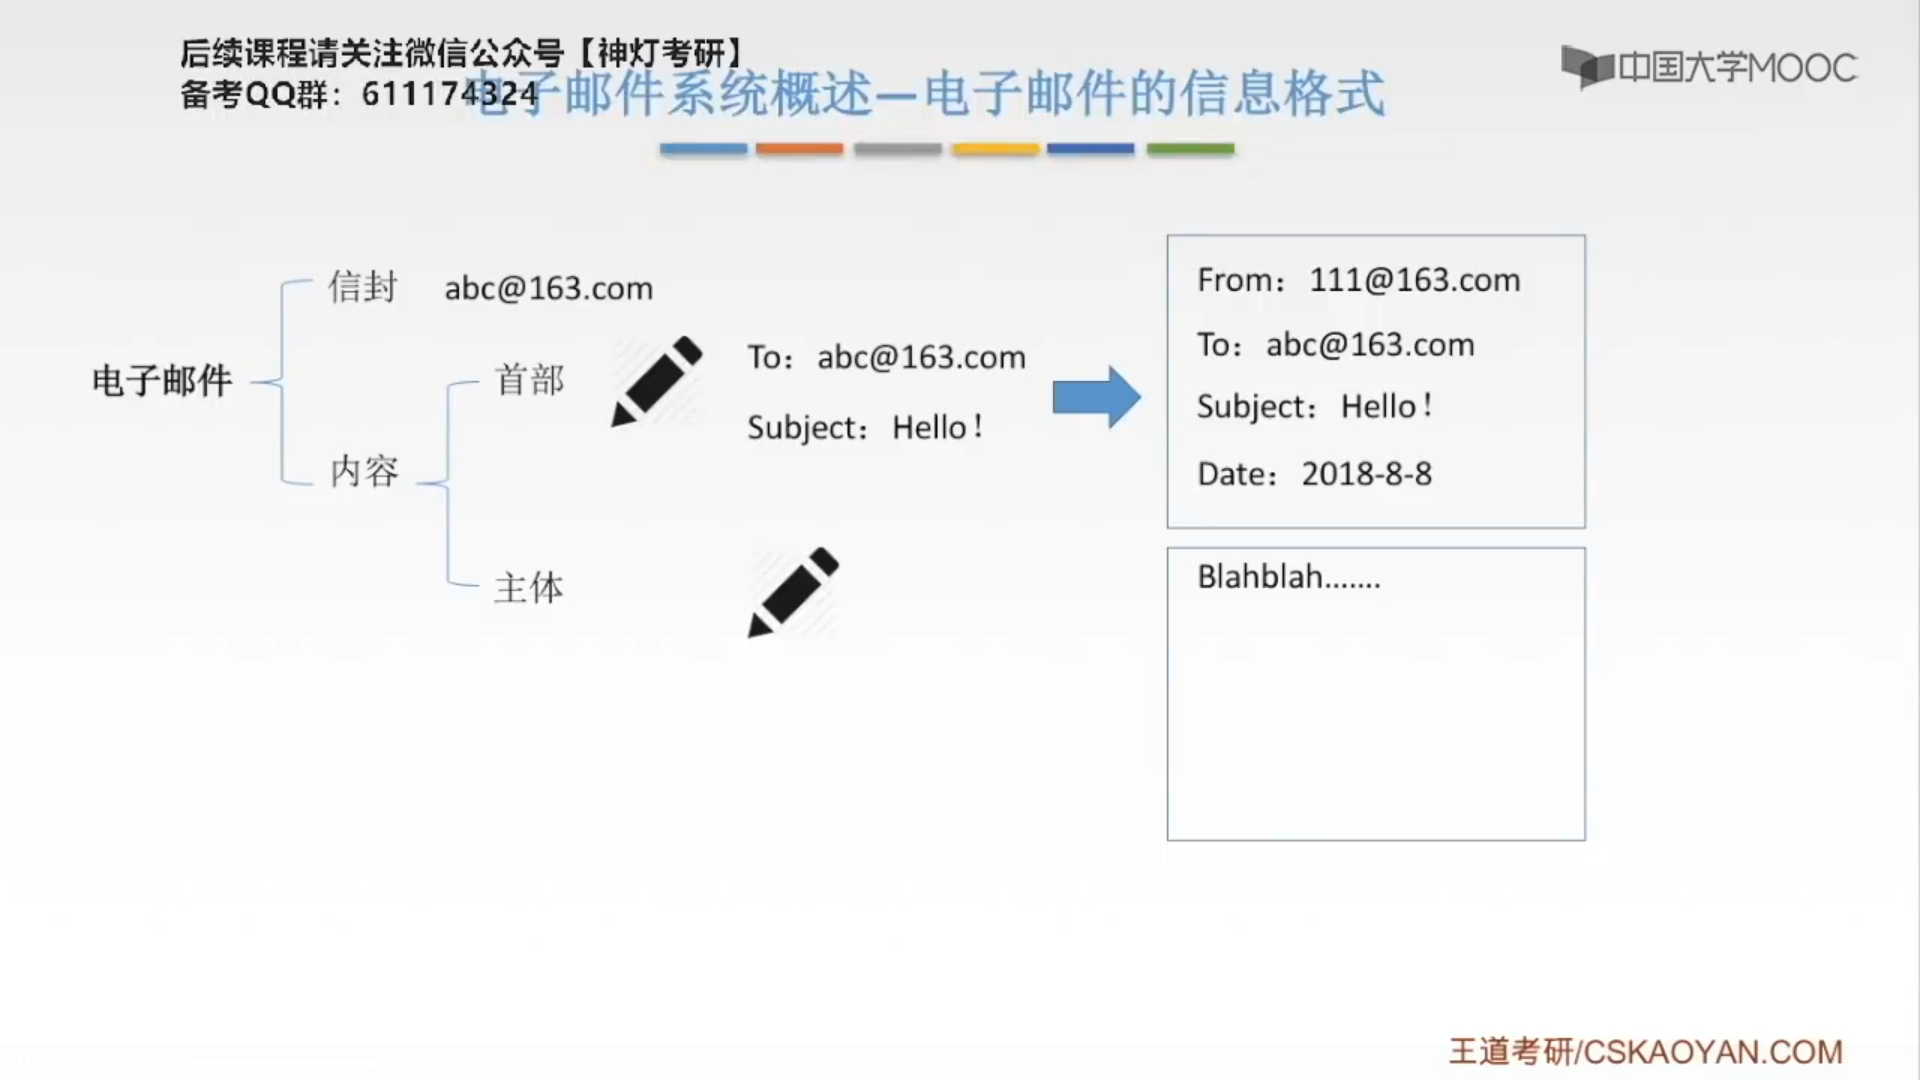 后续课程请关注微信公众号【神灯考研】
备考QQ群：611174324
电子邮件系统概述—电子邮件的信息格式
中国大学MOOC
电子邮件
信封 abc@163.com
内容
首部
To：abc@163.com
Subject：Hello！
主体
From：111@163.com
To：abc@163.com
Subject：Hello！
Date：2018-8-8
Blahblah.......
王道考研/CSKAOYAN.COM